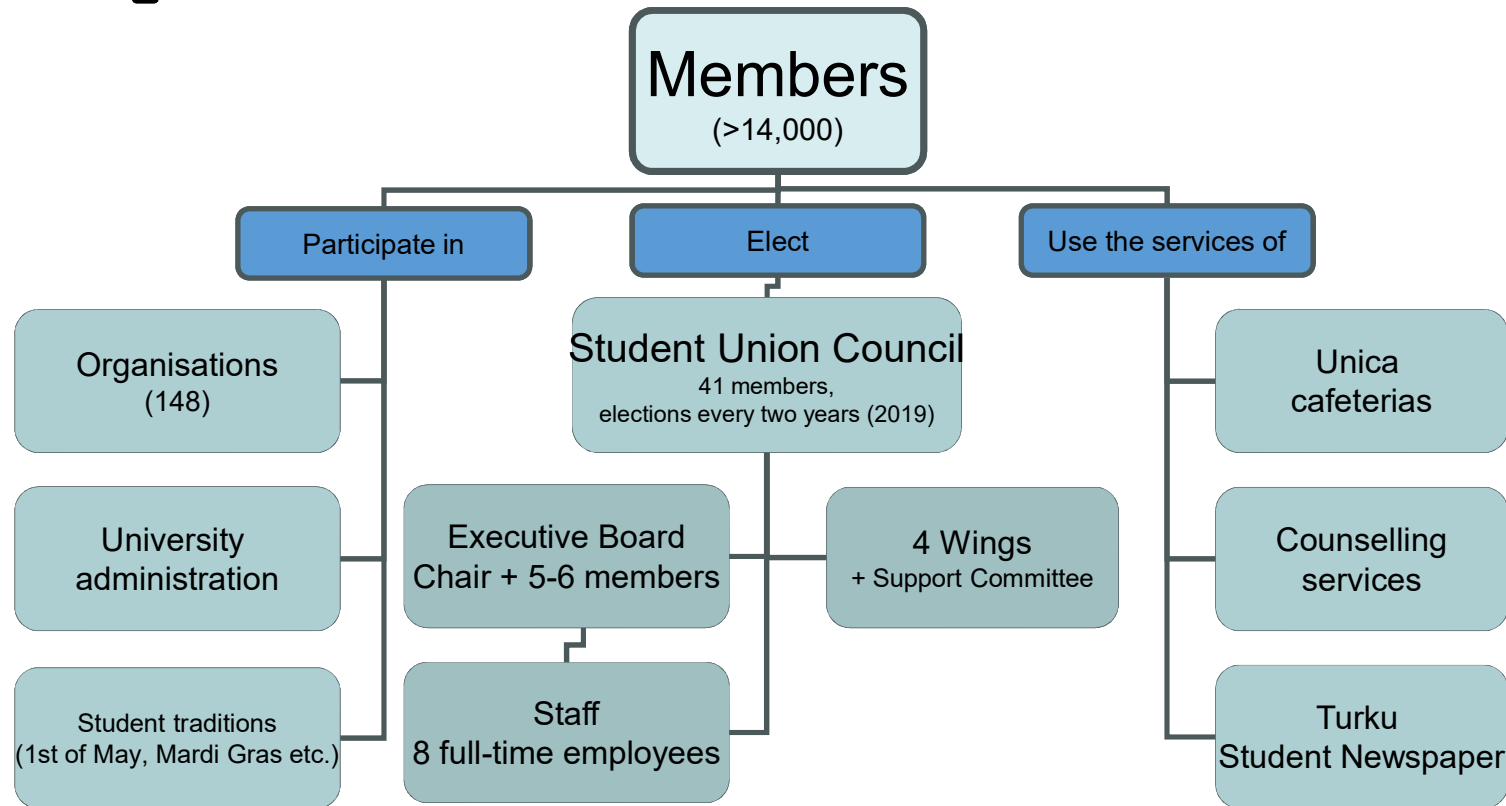 Members
(>14,000)
Participate in
Elect
Use the services of
Organisations
(148)
University
administration
Student traditions
(1st of May, Mardi Gras etc.)
Student Union Council
41 members,
elections every two years (2019)
Executive Board
Chair + 5-6 members
4 Wings
+ Support Committee
Staff
8 full-time employees
Unica
cafeterias
Counselling
services
Turku
Student Newspaper